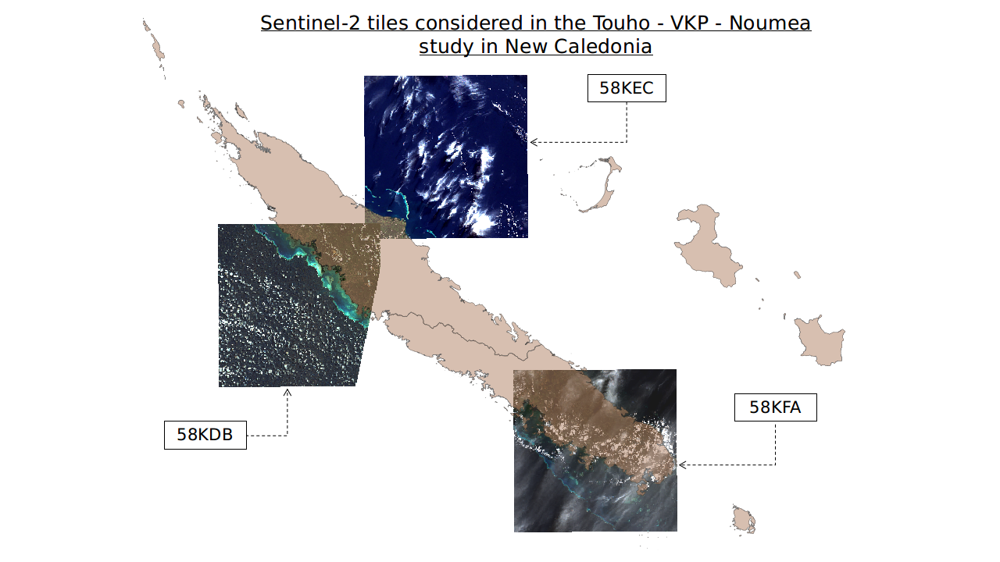 Sentinel-2 tiles considered in the Touho - VKP - Noumea
study in New Caledonia
58KEC
58KFA
58KDB